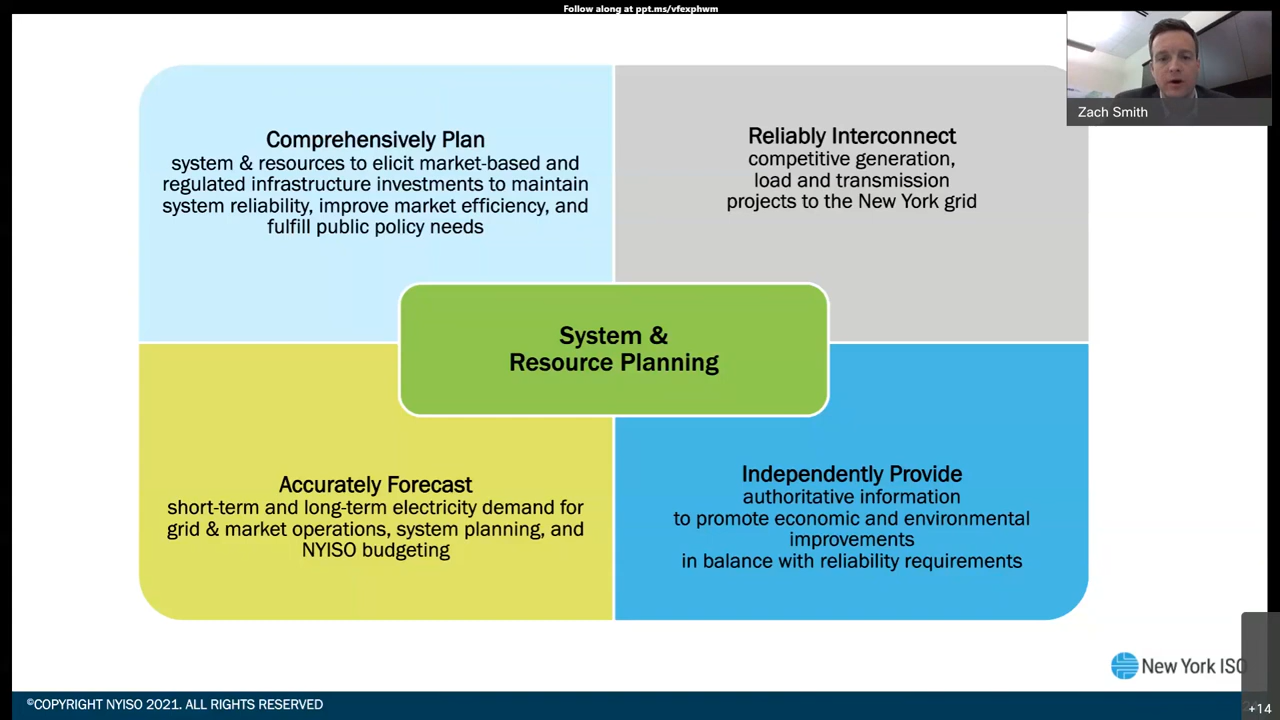 Follow along at ppt.ms/vfexphwm
Zach Smith
Comprehensively Plan
system & resources to elicit market-based and
regulated infrastructure investments to maintain
system reliability, improve market efficiency, and
fulfill public policy needs
Reliably Interconnect
competitive generation,
load and transmission
projects to the New York grid
System &
Resource Planning
Accurately Forecast
short-term and long-term electricity demand for
grid & market operations, system planning, and
NYISO budgeting
Independently Provide
authoritative information
to promote economic and environmental
improvements
in balance with reliability requirements
New York ISO
©COPYRIGHT NYISO 2021. ALL RIGHTS RESERVED
+14